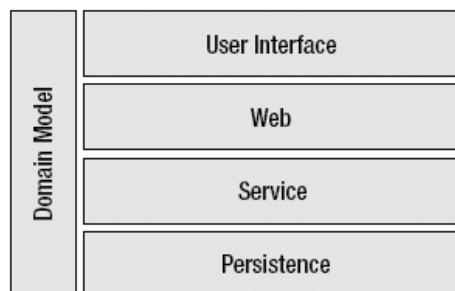 Domain Model
User Interface
Web
Service
Persistence